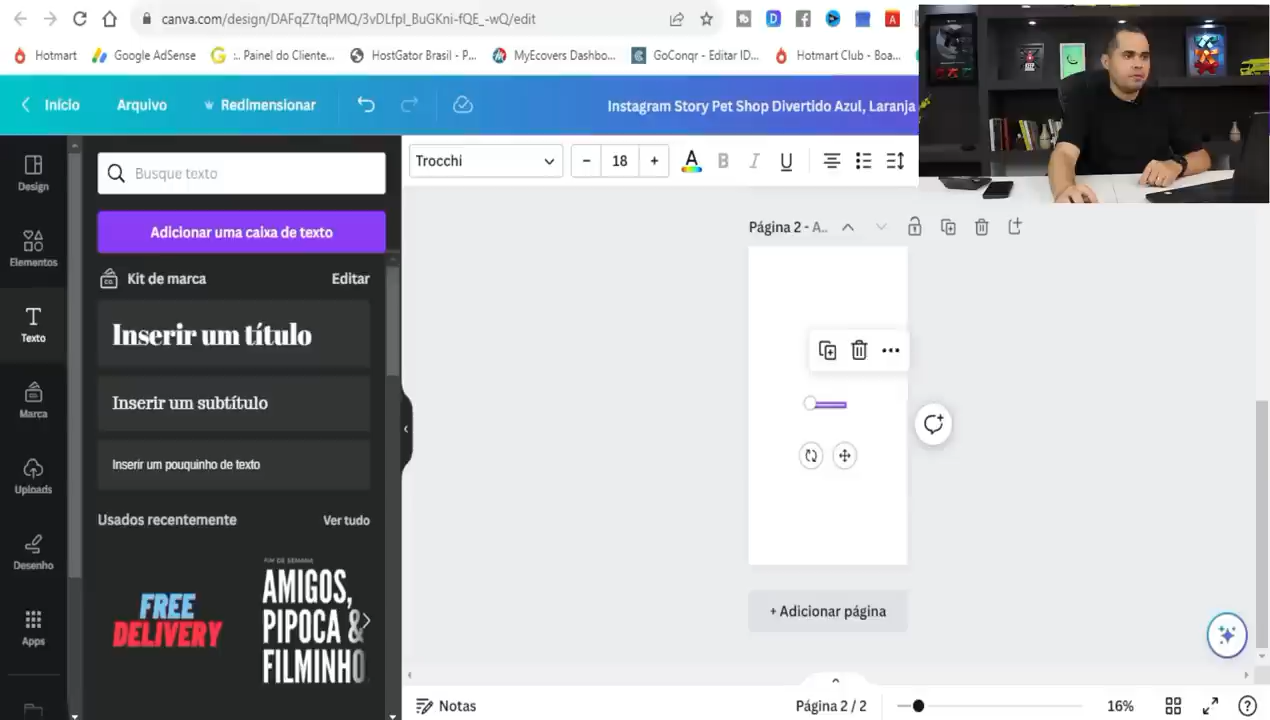 canva.com/design/DAFqZ7tqPMQ/3vDLfpI_BuGKni-fQE_-wQ/edit
Hotmart
Google AdSense
:. Painel do Cliente...
HostGator Brasil - P...
MyEcovers Dashbo...
GoConqr - Editar ID...
Hotmart Club - Boa...
Início
Arquivo
Redimensionar
Instagram Story Pet Shop Divertido Azul, Laranja
Design
Elementos
Texto
Marca
Uploads
Desenho
Apps
Busque texto
Adicionar uma caixa de texto
Kit de marca
Editar
Inserir um título
Inserir um subtítulo
Inserir um pouquinho de texto
Usados recentemente
Ver tudo
FREE
DELIVERY
FIM DE SEMANA
AMIGOS,
PIPOCA &
FILMINHO
Trocchi
18
Página 2 - A..
+ Adicionar página
Notas
Página 2 / 2
16%